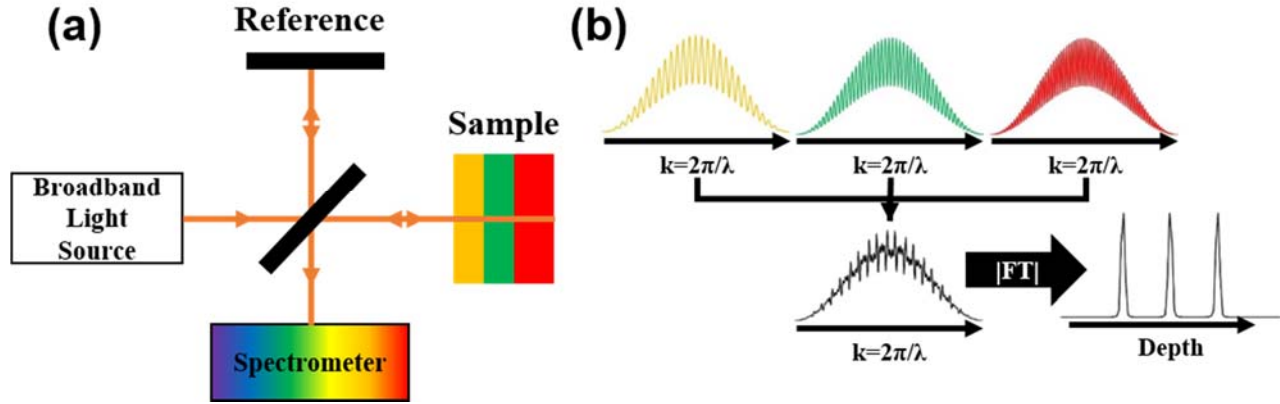 (a)
Reference
Sample
Broadband
Light
Source
Spectrometer
(b)
k=2π/λ
k=2π/λ
k=2π/λ
|FT|
k=2π/λ
Depth